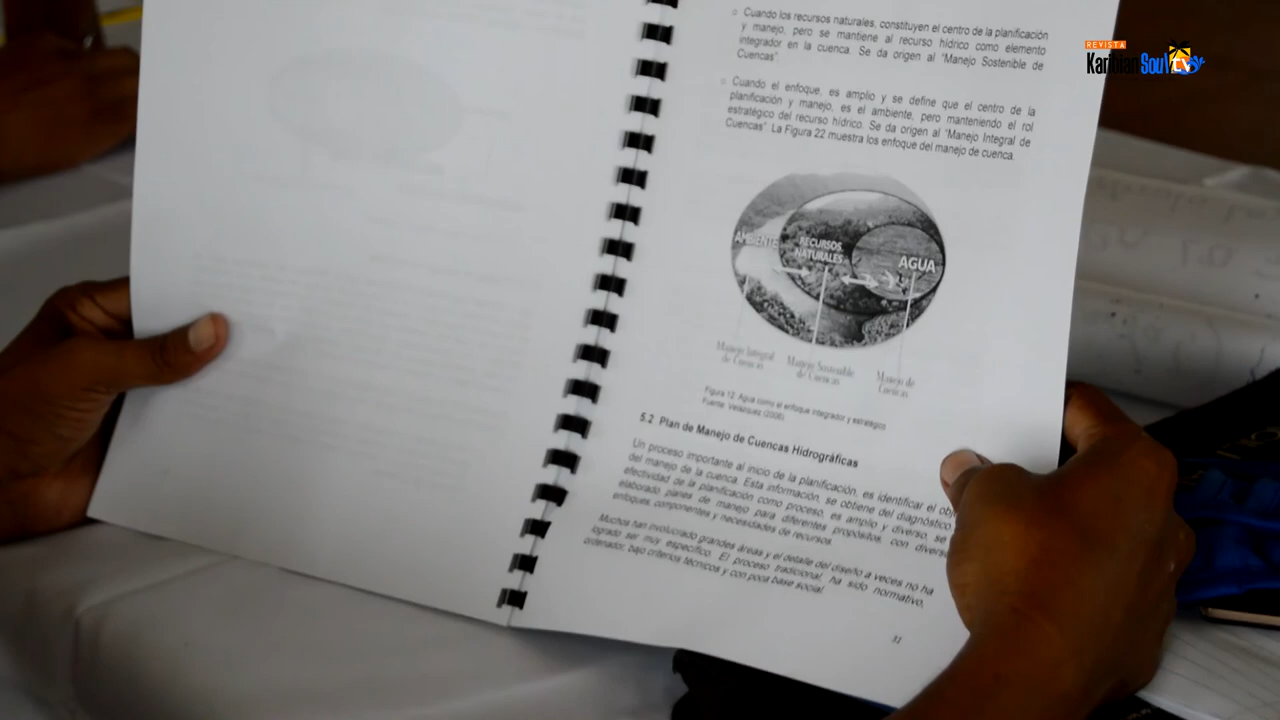 REVISTA
KaribianSoul tv
Cuando los recursos naturales, constituyen el centro de la planificación
y manejo, pero se mantiene al recurso hídrico como elemento
integrador en la cuenca. Se da origen al "Manejo Sostenible de
Cuencas".
Cuando el enfoque, es amplio y se define que el centro de la
planificación y manejo, es el ambiente, pero manteniendo el rol
estratégico del recurso hídrico. Se da origen al "Manejo Integral de
Cuencas". La Figura 22 muestra los enfoque del manejo de cuenca.
AMBIENTE
RECURSOS
NATURALES
AGUA
Manejo Integral
de Cuencas
Manejo Sostenible
de Cuencas
Manejo de
Cuencas
Figura 12. Agua como el enfoque integrador y estratégico
Fuente: Velásquez (2006)
5.2 Plan de Manejo de Cuencas Hidrográficas
Un proceso importante al inicio de la planificación, es identificar el
del manejo de la cuenca. Esta información, se obtiene del diagnóstico.
efectividad de la planificación como proceso, es amplio y diverso, se
elaborado planes de manejo para diferentes propósitos, con
enfoques, componentes y necesidades de recursos.
Muchos han involucrado grandes áreas y el detalle del diseño a veces no ha
logrado ser muy específico. El proceso tradicional, ha sido normativo,
ordenador, bajo criterios técnicos y con poca base social.